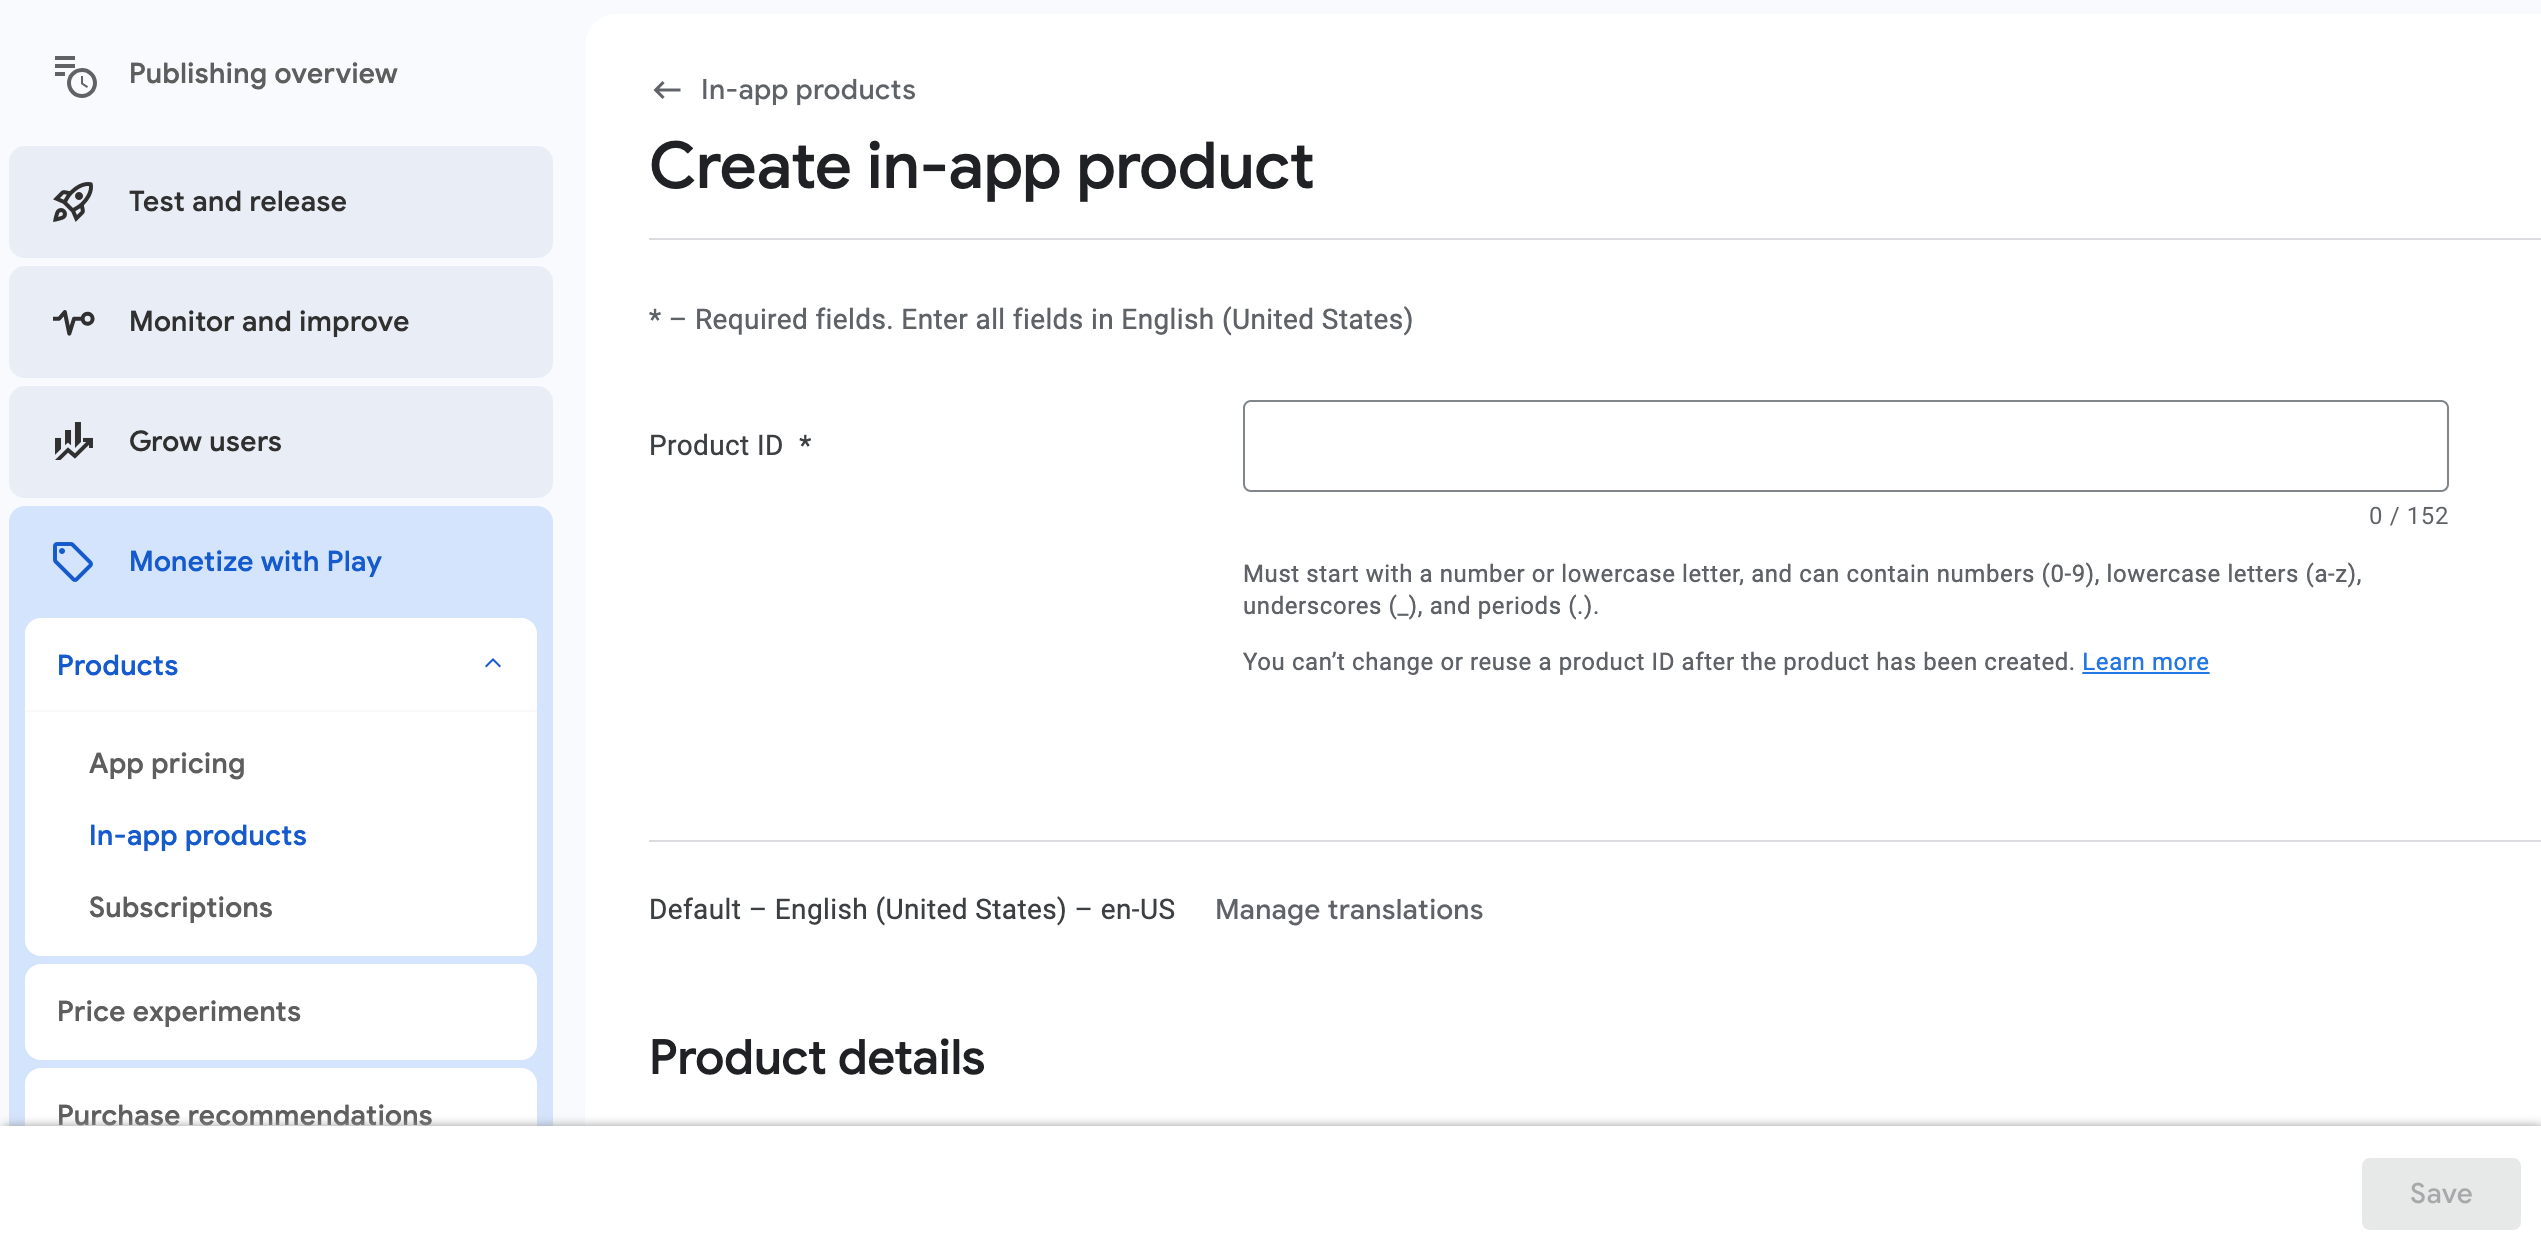 Publishing overview
Test and release
Monitor and improve
Grow users
Monetize with Play
Products
App pricing
In-app products
Subscriptions
Price experiments
Purchase recommendations
← In-app products
Create in-app product
* – Required fields. Enter all fields in English (United States)
Product ID *
0 / 152
Must start with a number or lowercase letter, and can contain numbers (0-9), lowercase letters (a-z),
underscores (_), and periods (.).
You can’t change or reuse a product ID after the product has been created. Learn more
Default – English (United States) – en-US Manage translations
Product details
Save